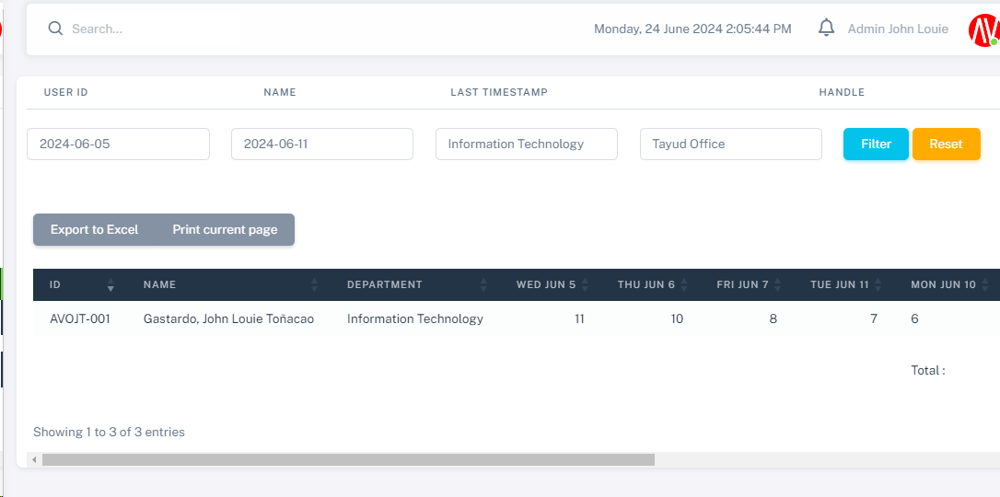 Search...
Monday, 24 June 2024 2:05:44 PM
Admin John Louie
AV
USER ID NAME LAST TIMESTAMP HANDLE
2024-06-05 2024-06-11 Information Technology Tayud Office Filter Reset
Export to Excel Print current page
ID NAME DEPARTMENT WED JUN 5 THU JUN 6 FRI JUN 7 TUE JUN 11 MON JUN 10
AVOJT-001 Gastardo, John Louie Toñacao Information Technology 11 10 8 7 6
Total :
Showing 1 to 3 of 3 entries